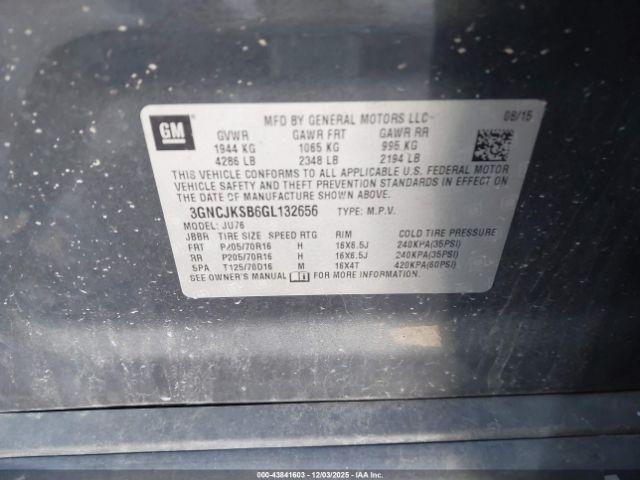 GM
MFD BY GENERAL MOTORS LLC
08/15
GVWR GAWR FRT GAWR RR
1944 KG 1065 KG 995 KG
4286 LB 2348 LB 2194 LB
THIS VEHICLE CONFORMS TO ALL APPLICABLE U.S. FEDERAL MOTOR
VEHICLE SAFETY AND THEFT PREVENTION STANDARDS IN EFFECT ON
THE DATE OF MANUFACTURE SHOWN ABOVE.
3GNCJKSB6GL132656 TYPE: M.P.V.
MODEL: JU76
JBBR TIRE SIZE SPEED RTG RIM COLD TIRE PRESSURE
FRT P205/70R16 H 16X6.5J 240KPA(35PSI)
RR P205/70R16 H 16X6.5J 240KPA(35PSI)
SPA T125/70D16 M 16X4T 420KPA(60PSI)
SEE OWNER'S MANUAL FOR MORE INFORMATION.
000-43841603 12/03/2025 IAA Inc. All Rights Reserved